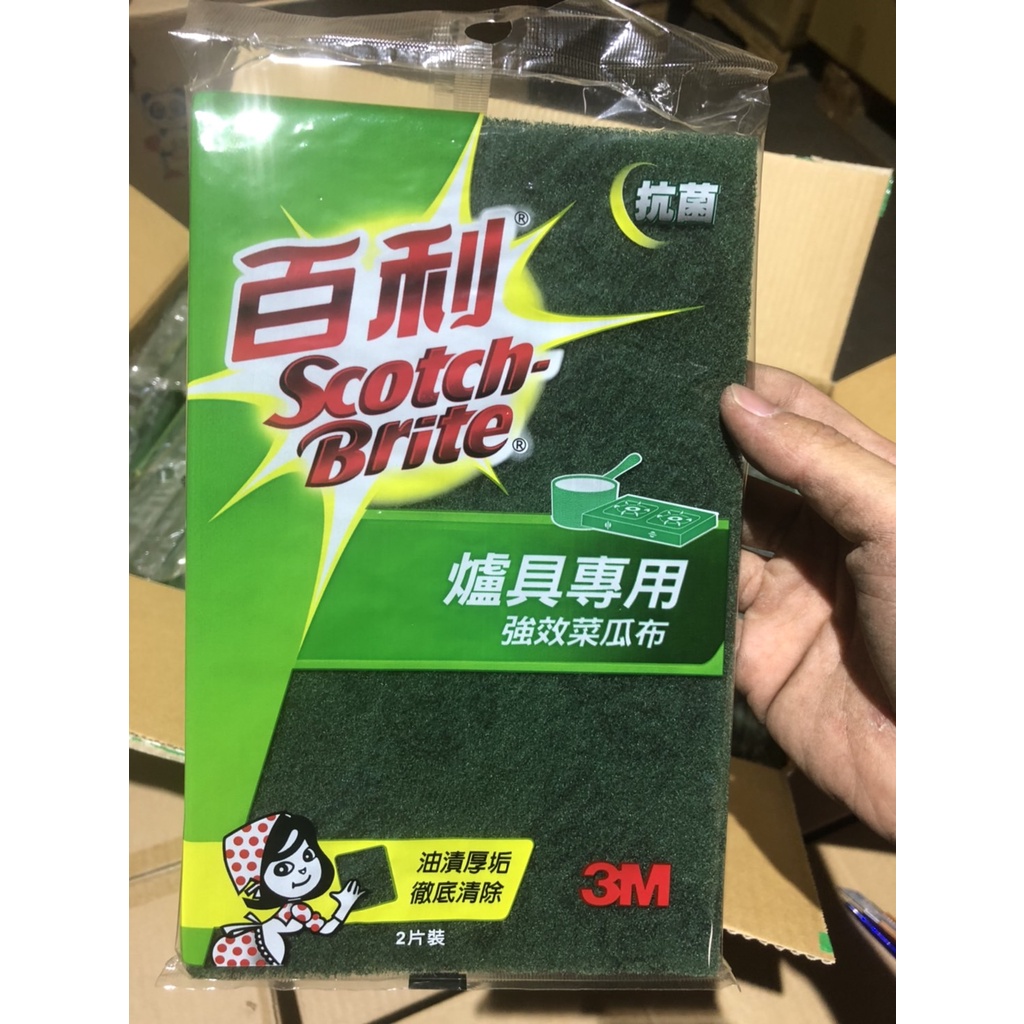 抗菌
百利®
Scotch-
Brite®
爐具專用
強效菜瓜布
油漬厚垢
徹底清除
2片裝
3M